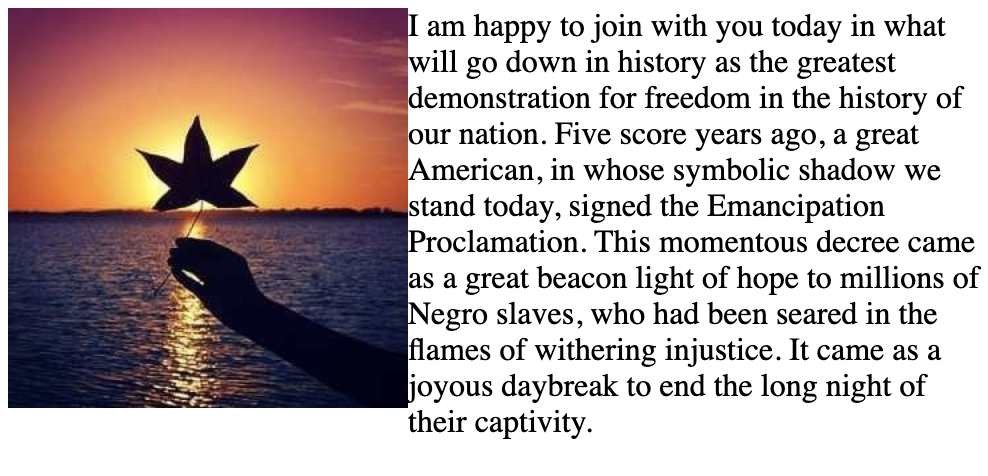 I am happy to join with you today in what
will go down in history as the greatest
demonstration for freedom in the history of
our nation. Five score years ago, a great
American, in whose symbolic shadow we
stand today, signed the Emancipation
Proclamation. This momentous decree came
as a great beacon light of hope to millions of
Negro slaves, who had been seared in the
flames of withering injustice. It came as a
joyous daybreak to end the long night of
their captivity.